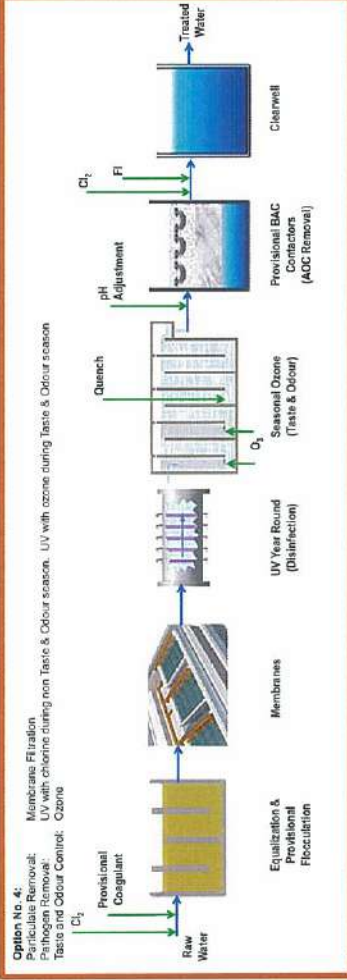 Option No. 4:
Particulate Removal: Membrane Filtration
Pathogen Removal: UV with chlorine during non Taste & Odour season. UV with ozone during Taste & Odour season
Taste and Odour Control: Ozone
Cl2
Provisional
Coagulant
Raw
Water
Equalization &
Provisional
Flocculation
Membranes
UV Year Round
(Disinfection)
Quench
O3
Seasonal Ozone
(Taste & Odour)
pH
Adjustment
Provisional BAC
Contactors
(AOC Removal)
Cl2
Fl
Clearwell
Treated
Water